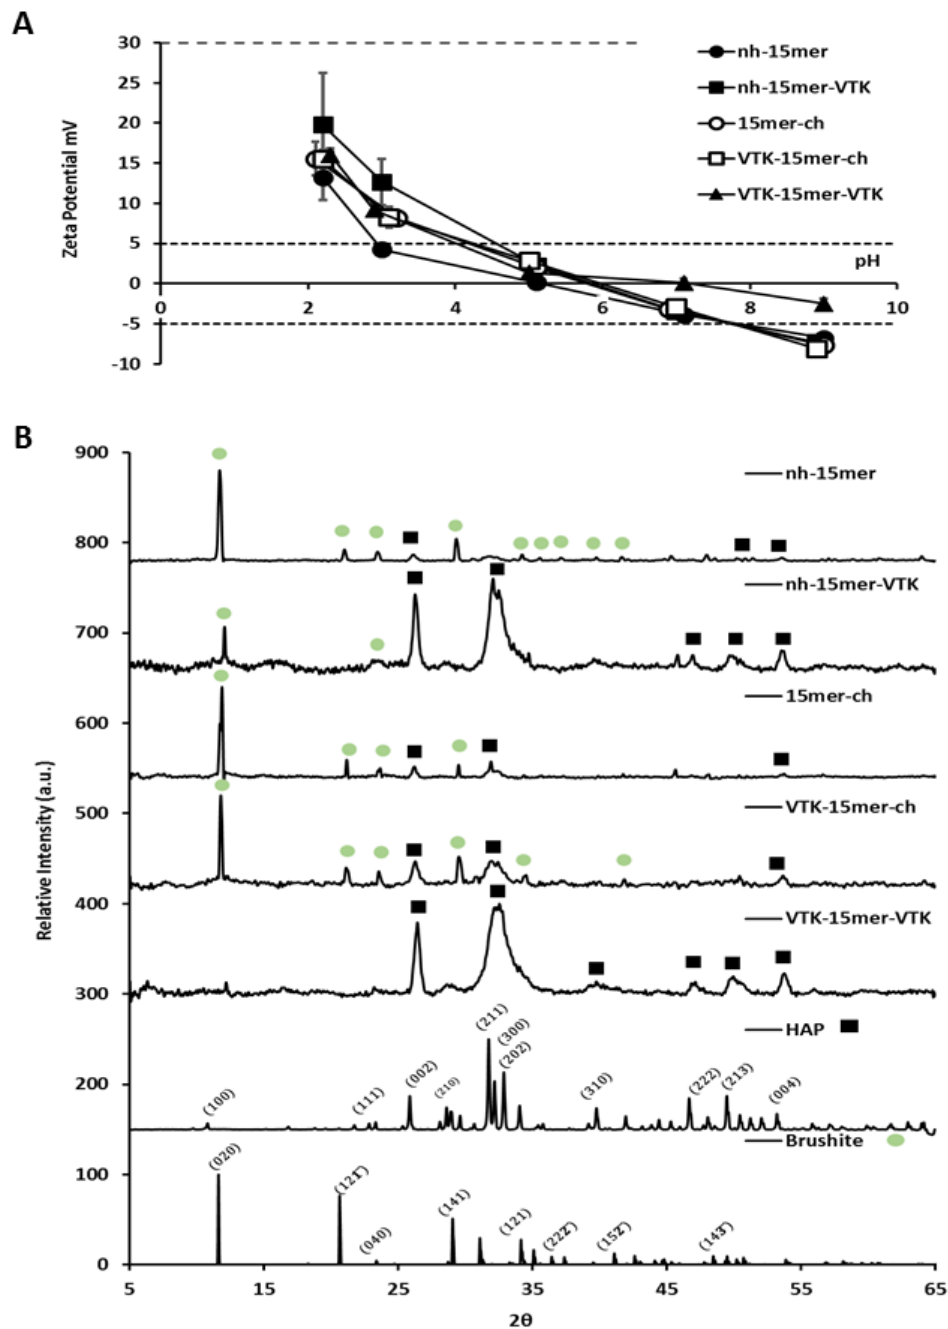 A
30
25
20
15
10
5
0
-5
-10
Zeta Potential mV
0
2
4
6
8
10
pH
nh-15mer
nh-15mer-VTK
15mer-ch
VTK-15mer-ch
VTK-15mer-VTK
B
900
800
700
600
500
400
300
200
100
0
Relative Intensity (a.u.)
nh-15mer
nh-15mer-VTK
15mer-ch
VTK-15mer-ch
VTK-15mer-VTK
HAP
(100)
(111)
(002)
(210)
(211)
(300)
(202)
(310)
(222)
(213)
(004)
Brushite
(020)
(121̄)
(040)
(141)
(121)
(222̄)
(152̄)
(143̄)
5
15
25
35
45
55
65
2θ